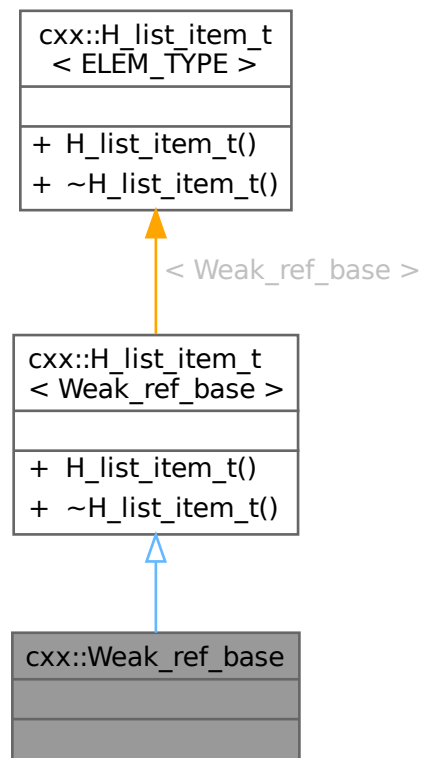 cxx::H_list_item_t
< ELEM_TYPE >
+ H_list_item_t()
+ ~H_list_item_t()
< Weak_ref_base >
cxx::H_list_item_t
< Weak_ref_base >
+ H_list_item_t()
+ ~H_list_item_t()
cxx::Weak_ref_base